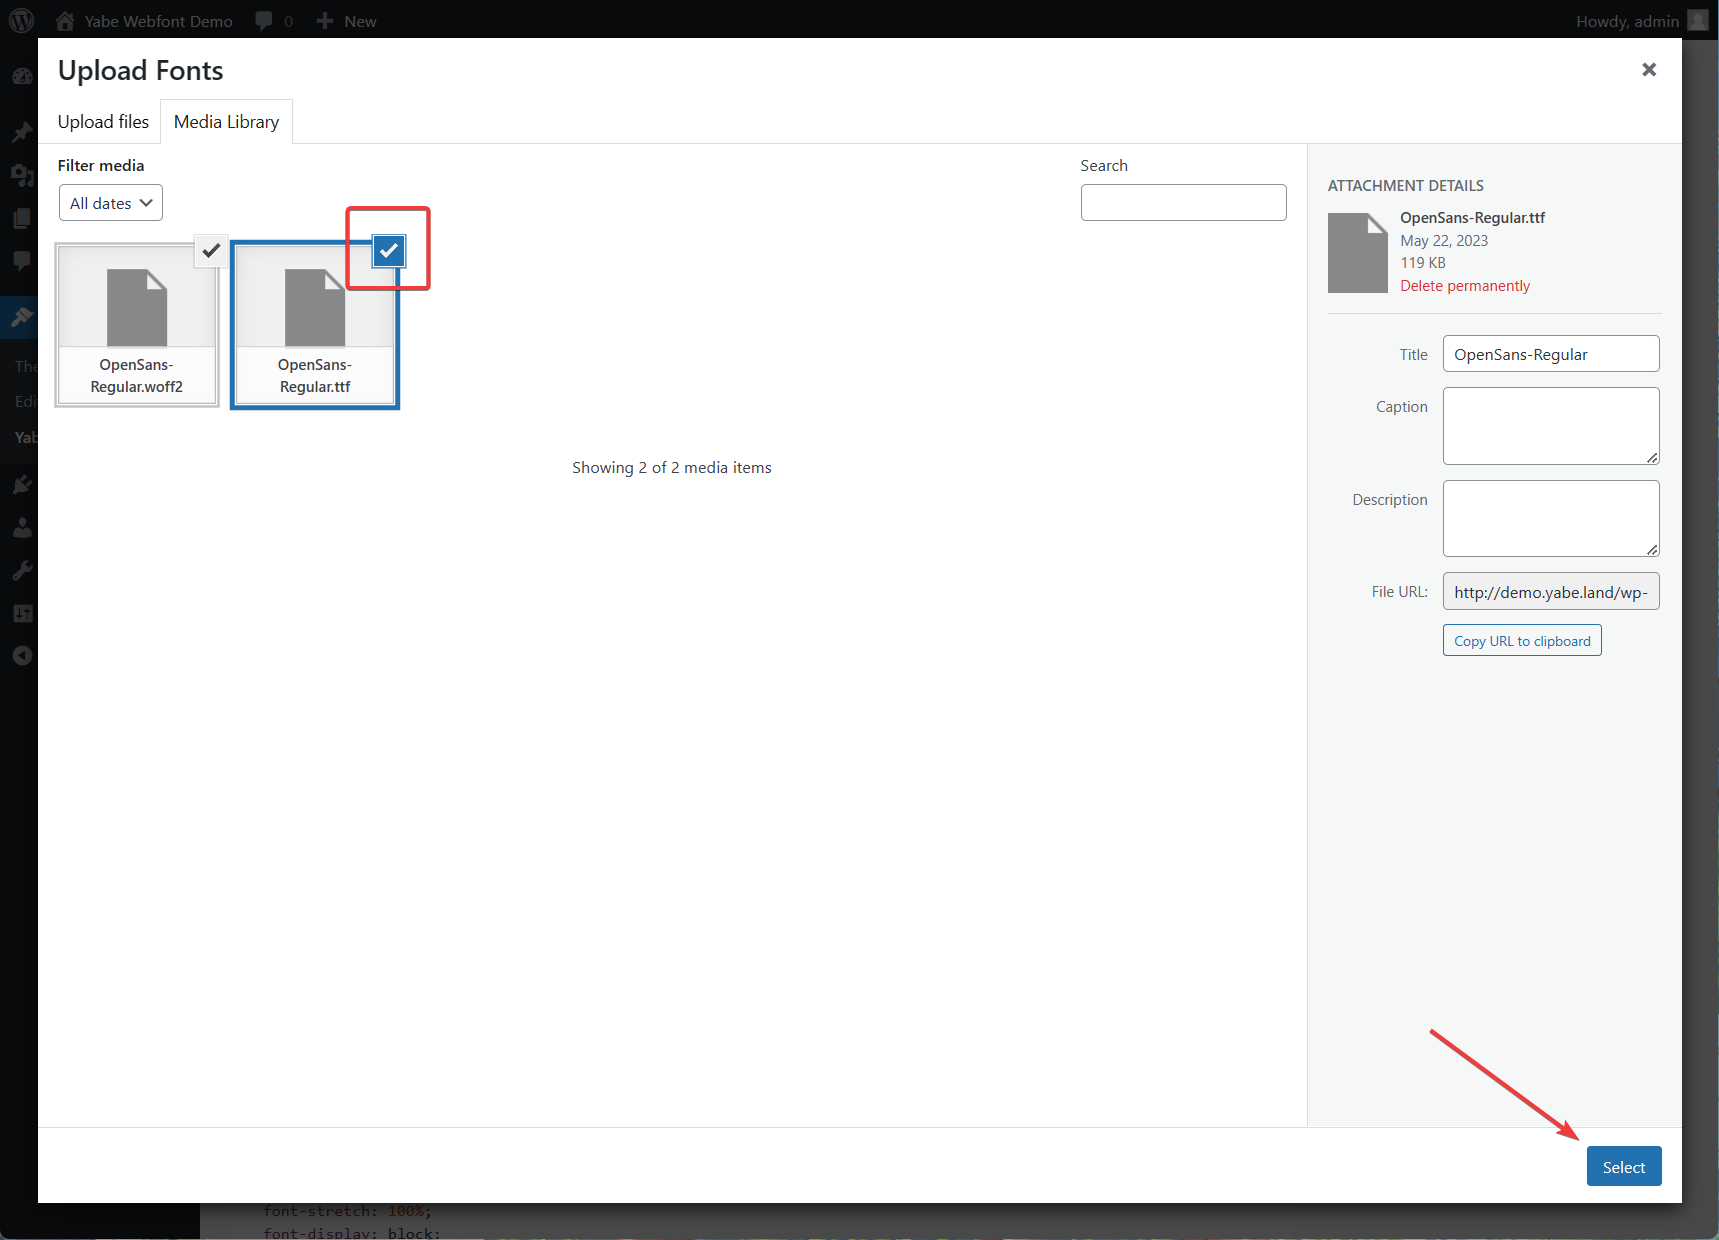 Yabe Webfont Demo 0 New Howdy, admin
Upload Fonts
Upload files Media Library
Filter media
All dates
Search
OpenSans-
Regular.woff2
OpenSans-
Regular.ttf
Showing 2 of 2 media items
ATTACHMENT DETAILS
OpenSans-Regular.ttf
May 22, 2023
119 KB
Delete permanently
Title OpenSans-Regular
Caption
Description
File URL: http://demo.yabe.land/wp-
Copy URL to clipboard
The
Edi
Yab
Select
font-stretch: 100%;
font-display: block;